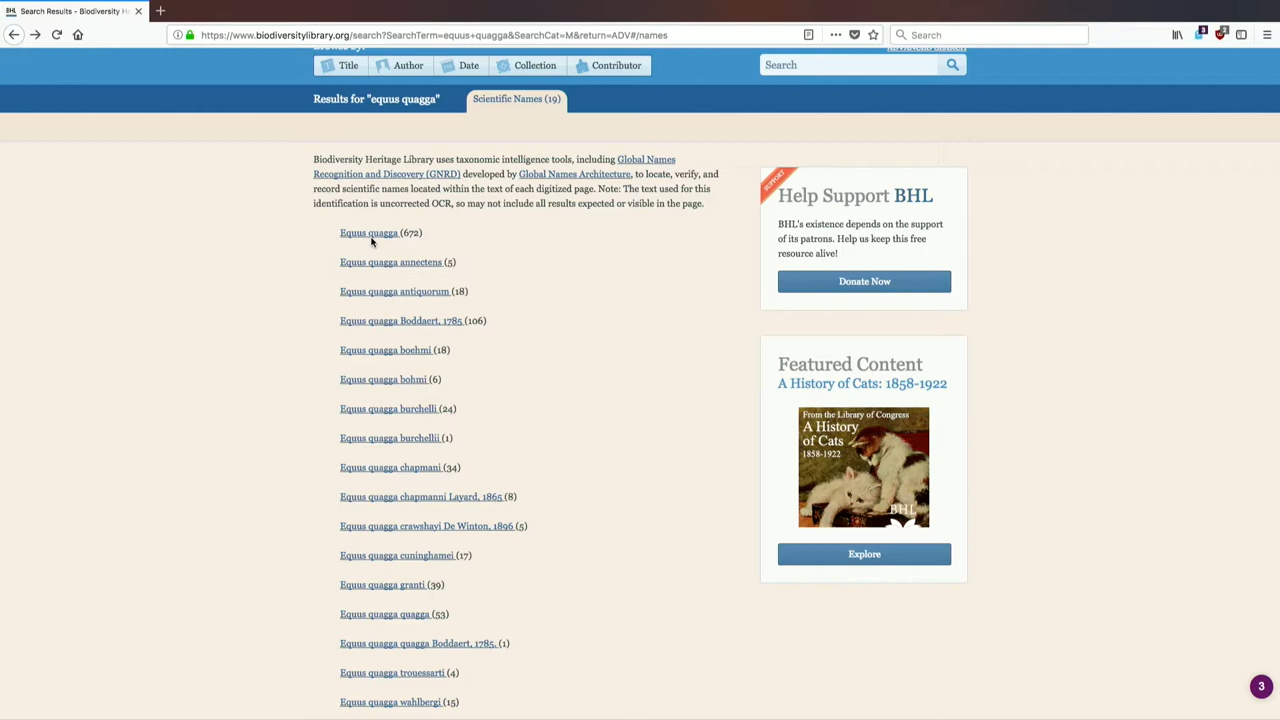 BHL Search Results - Biodiversity H
https://www.biodiversitylibrary.org/search?SearchTerm=equus+quagga&SearchCat=M&return=ADV#/names
Search
Title
Author
Date
Collection
Contributor
Search
Results for "equus quagga"
Scientific Names (19)
Biodiversity Heritage Library uses taxonomic intelligence tools, including Global Names
Recognition and Discovery (GNRD) developed by Global Names Architecture, to locate, verify, and
record scientific names located within the text of each digitized page. Note: The text used for this
identification is uncorrected OCR, so may not include all results expected or visible in the page.
Equus quagga (672)
Equus quagga annectens (5)
Equus quagga antiquorum (18)
Equus quagga Boddaert, 1785 (106)
Equus quagga boehmi (18)
Equus quagga bohmi (6)
Equus quagga burchelli (24)
Equus quagga burchellii (1)
Equus quagga chapmani (34)
Equus quagga chapmanni Layard, 1865 (8)
Equus quagga crawshayi De Winton, 1896 (5)
Equus quagga cuninghamei (17)
Equus quagga granti (39)
Equus quagga quagga (53)
Equus quagga quagga Boddaert, 1785. (1)
Equus quagga trouessarti (4)
Equus quagga wahlbergi (15)
SUPPORT
Help Support BHL
BHL's existence depends on the support
of its patrons. Help us keep this free
resource alive!
Donate Now
Featured Content
A History of Cats: 1858-1922
From the Library of Congress
A History
of Cats
1858-1922
BHL
Explore
3